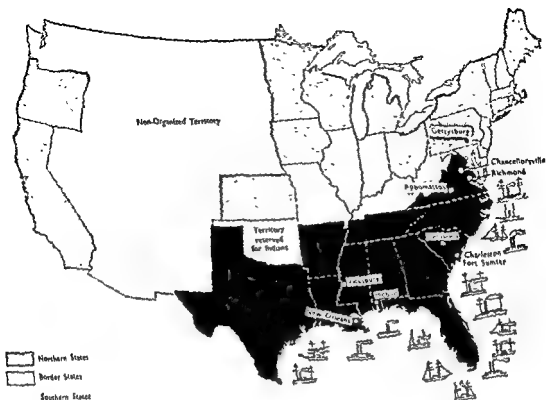 Non-Organized Territory
Gettysburg
Chancellorsville
Richmond
Appomattox
Territory
reserved
for Indians
Charleston
Fort Sumter
Vicksburg
New Orleans
Northern States
Border States
Southern States